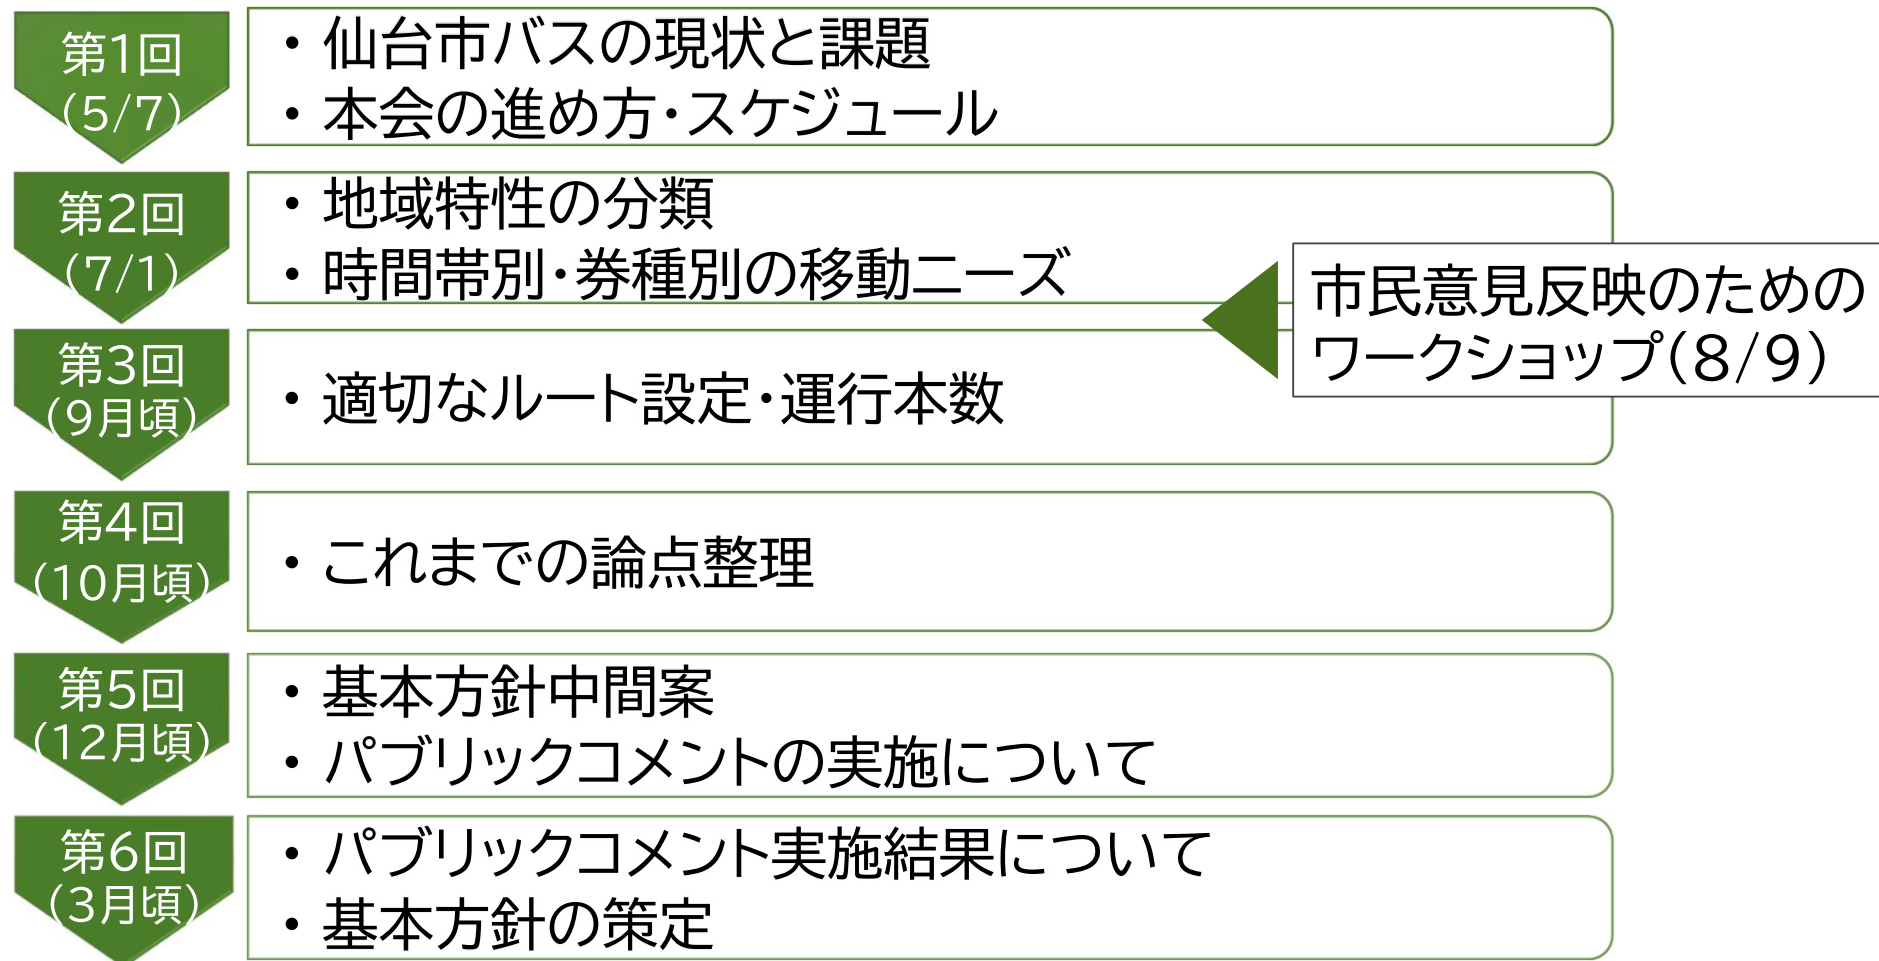 第1回
(5/7)
・仙台市バスの現状と課題
・本会の進め方・スケジュール
第2回
(7/1)
・地域特性の分類
・時間帯別・券種別の移動ニーズ
市民意見反映のための
ワークショップ(8/9)
第3回
(9月頃)
・適切なルート設定・運行本数
第4回
(10月頃)
・これまでの論点整理
第5回
(12月頃)
・基本方針中間案
・パブリックコメントの実施について
第6回
(3月頃)
・パブリックコメント実施結果について
・基本方針の策定